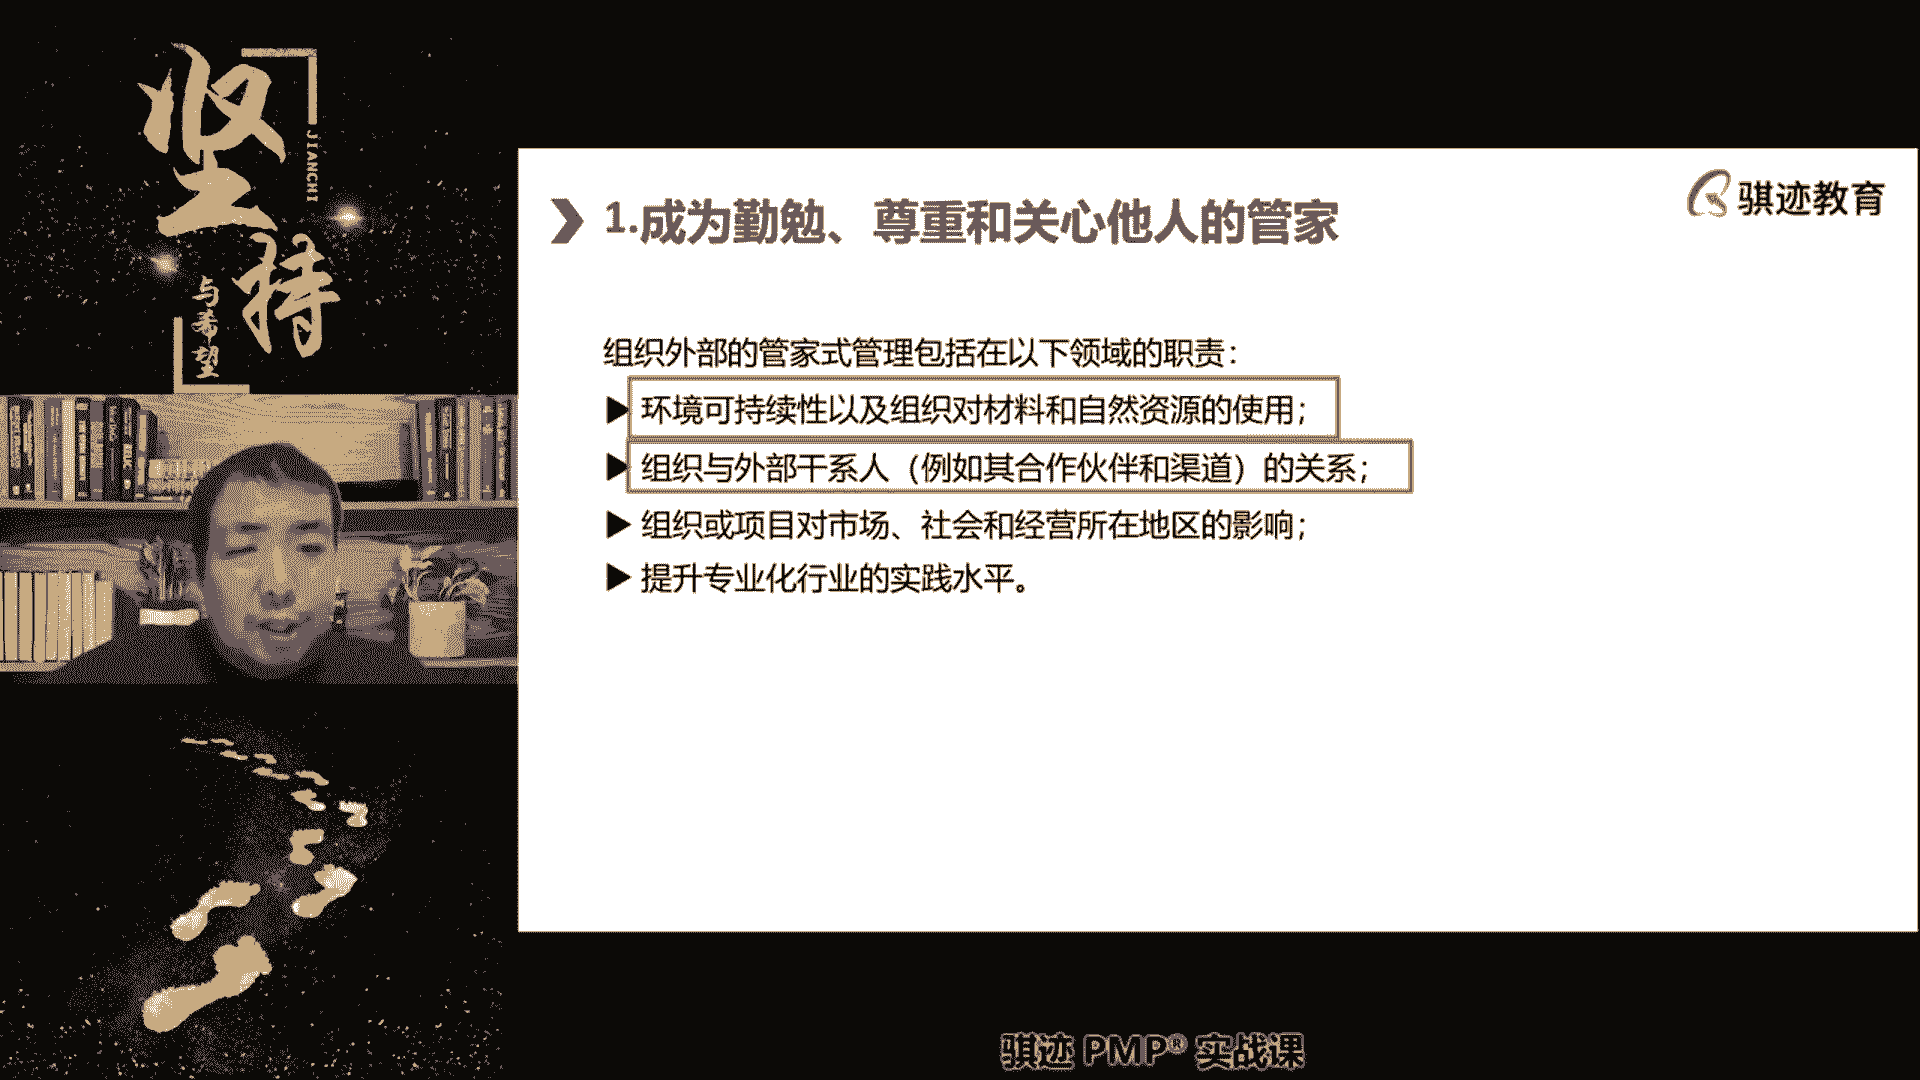 坚持
JIANCHI
与希望
骐迹教育
1.成为勤勉、尊重和关心他人的管家
组织外部的管家式管理包括在以下领域的职责：
▶环境可持续性以及组织对材料和自然资源的使用；
▶组织与外部干系人（例如其合作伙伴和渠道）的关系；
▶组织或项目对市场、社会和经营所在地区的影响；
▶提升专业化行业的实践水平。
骐迹 PMP® 实战课